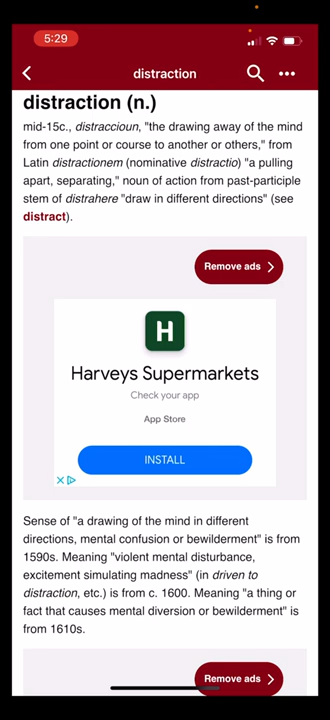 5:29
distraction
distraction (n.)
mid-15c., distraccioun, "the drawing away of the mind
from one point or course to another or others," from
Latin distractionem (nominative distractio) "a pulling
apart, separating," noun of action from past-participle
stem of distrahere "draw in different directions" (see
distract).
Remove ads
H
Harveys Supermarkets
Check your app
App Store
INSTALL
Sense of "a drawing of the mind in different
directions, mental confusion or bewilderment" is from
1590s. Meaning "violent mental disturbance,
excitement simulating madness" (in driven to
distraction, etc.) is from c. 1600. Meaning "a thing or
fact that causes mental diversion or bewilderment" is
from 1610s.
Remove ads